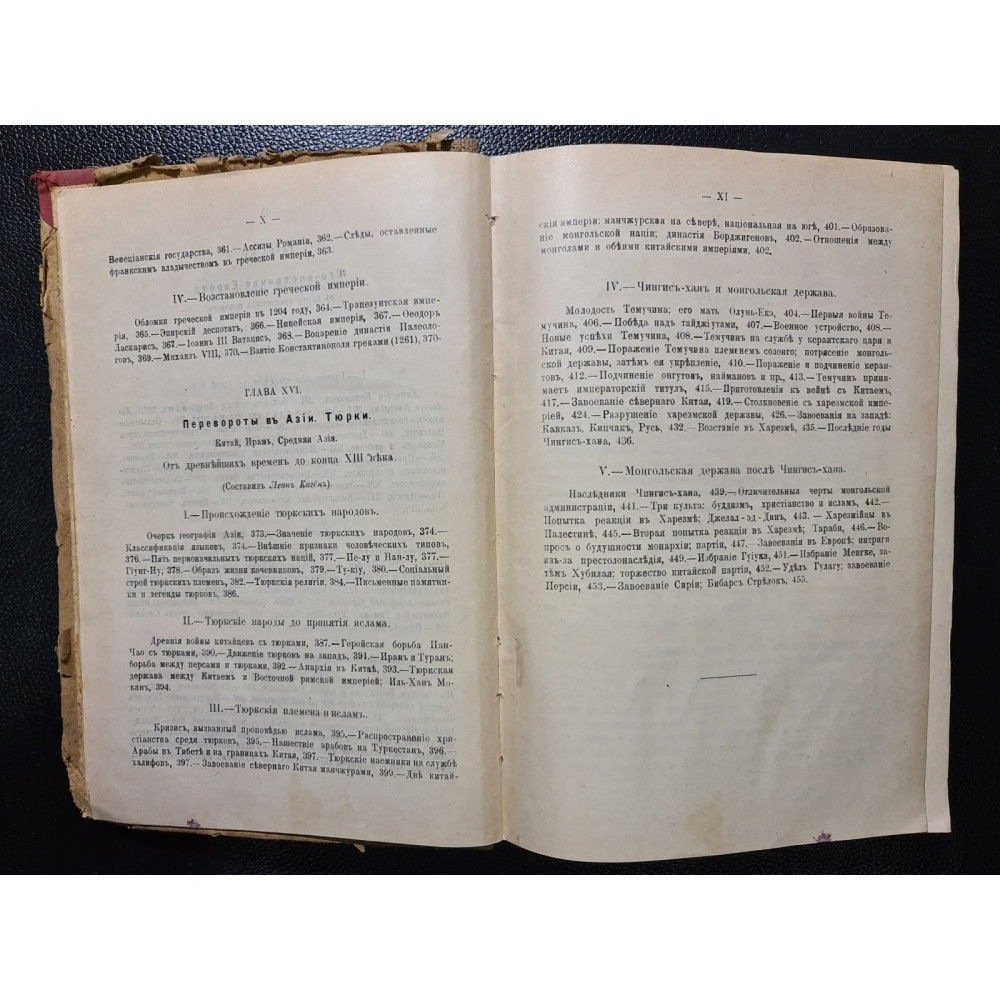 — X —
Венеціанскія государства, 361.—Ассизы Романіи, 362.—Слѣды, оставленные
франкскимъ владычествомъ въ греческой имперіи, 363.
IV.—Возстановленіе греческой имперіи.
Обломки греческой имперіи въ 1204 году, 364.—Трапезунтская импе-
рія, 365.—Эпирскій деспотатъ, 366.—Никейская имперія, 367.—Ѳеодоръ
Ласкарисъ, 367.—Іоаннъ III Ватацисъ, 368.—Воцареніе династіи Палеоло-
говъ, 369.—Михаилъ VIII, 370.—Взятіе Константинополя греками (1261), 370.
ГЛАВА XVI.
Перевороты въ Азіи. Тюрки.
Китай, Иранъ, Средняя Азія.
Отъ древнѣйшихъ временъ до конца XIII вѣка.
(Составилъ Леонъ Кагёнъ).
I.—Происхожденіе тюркскихъ народовъ.
Очеркъ географіи Азіи, 373.—Значеніе тюркскихъ народовъ, 374.—
Классификація языковъ, 374.—Внѣшніе признаки человѣческихъ типовъ,
376.—Пять первоначальныхъ тюркскихъ націй, 377.—Пе-лу и Нан-лу, 377.—
Гіунг-Ну; 378.—Образъ жизни кочевниковъ, 379.—Ту-кіу, 380.—Соціальный
строй тюркскихъ племенъ, 382.—Тюркскія религіи, 384.—Письменные памятни-
ки и легенды тюрковъ, 386.
II.—Тюркскіе народы до принятія ислама.
Древнія войны китайцевъ съ тюрками, 387.—Геройская борьба Пан-
Чао съ тюрками, 390.—Движеніе тюрковъ на западъ, 391.—Иранъ и Туранъ;
борьба между персами и тюрками, 392.—Анархія въ Китаѣ, 393.—Тюркская
держава между Китаемъ и Восточной римской имперіей; Иль-Ханъ Мо-
канъ, 394.
III.—Тюркскія племена и исламъ.
Кризисъ, вызванный проповѣдью ислама, 395.—Распространеніе хри-
стіанства среди тюрковъ, 395.—Нашествіе арабовъ на Туркестанъ, 396.—
Арабы въ Тибетѣ и на границахъ Китая, 397.—Тюркскіе наемники на службѣ
халифовъ, 397.—Завоеваніе сѣвернаго Китая манчжурами, 399.—Двѣ китай-
— XI —
скія имперіи: манчжурская на сѣверѣ, національная на югѣ, 401.—Образова-
ніе монгольской націи; династія Борджигеновъ, 402.—Отношенія между
монголами и обѣими китайскими имперіями, 402.
IV.—Чингисъ-ханъ и монгольская держава.
Молодость Темучина; его мать Олунь-Екэ, 404.—Первыя войны Те-
мучина, 406.—Побѣда надъ тайджіутами, 407.—Военное устройство, 408.—
Новые успѣхи Темучина, 408.—Темучинъ на службѣ у кераятскаго царя и
Китая, 409.—Пораженіе Темучина племенемъ солонго; потрясеніе монголь-
ской державы, затѣмъ ея укрѣпленіе, 410.—Пораженіе и подчиненіе кераи-
товъ, 412.—Подчиненіе онгутовъ, наймановъ и пр., 413.—Темучинъ прини-
маетъ императорскій титулъ, 415.—Приготовленія къ войнѣ съ Китаемъ,
417.—Завоеваніе сѣвернаго Китая, 419.—Столкновеніе съ харезмской импе-
ріей, 424.—Разрушеніе харезмской державы, 426.—Завоеванія на западѣ:
Кавказъ, Кипчакъ, Русь, 432.—Возстаніе въ Харезмѣ, 435.—Послѣдніе годы
Чингисъ-хана, 436.
V.—Монгольская держава послѣ Чингисъ-хана.
Наслѣдники Чингисъ-хана, 439.—Отличительныя черты монгольской
администраціи, 441.—Три культа: буддизмъ, христіанство и исламъ, 442.—
Попытка реакціи въ Харезмѣ; Джелал-эд-Динъ, 443.—Харезмійцы въ
Палестинѣ, 445.—Вторая попытка реакціи въ Харезмѣ; Тараби, 446.—Во-
просъ о будущности монархіи; партіи, 447.—Завоеванія въ Европѣ; интриги
изъ-за престолонаслѣдія, 449.—Избраніе Гуіука, 451.—Избраніе Менгке, за-
тѣмъ Хубилая; торжество китайской партіи, 452.—Удѣлъ Гулагу; завоеваніе
Персіи, 453.—Завоеваніе Сиріи; Бибарсъ Стрѣлокъ, 455.